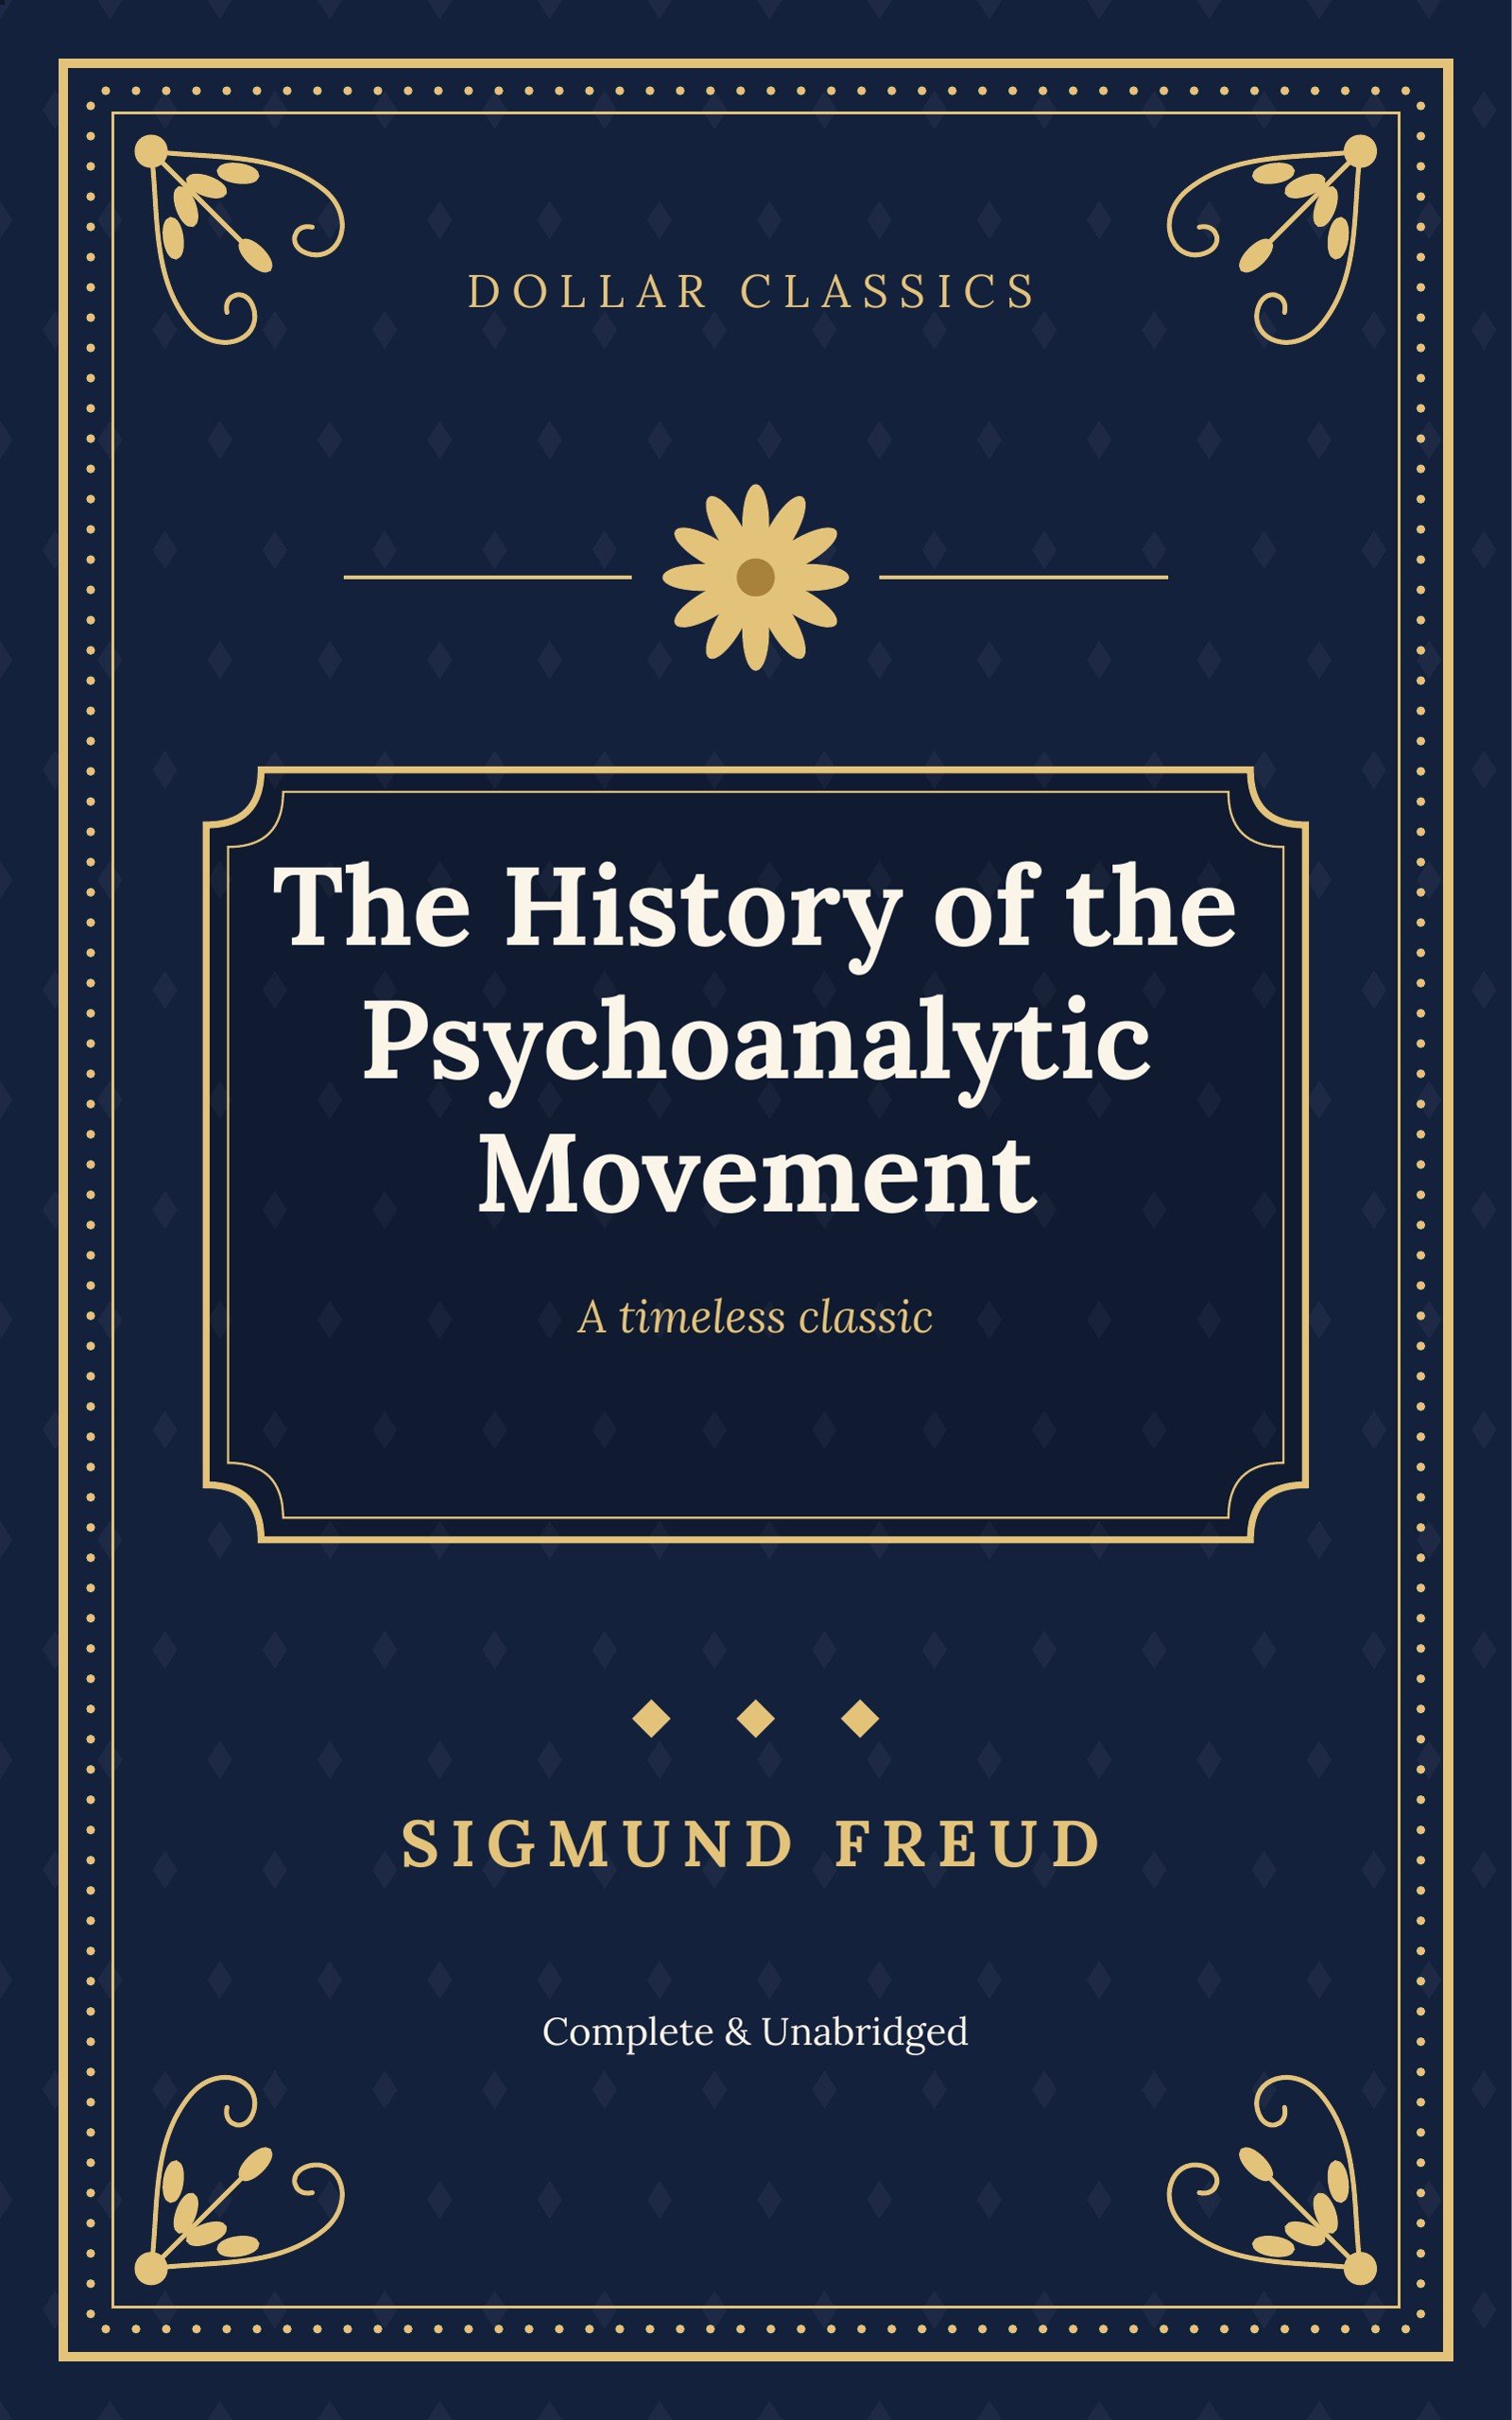 DOLLAR CLASSICS
The History of the
Psychoanalytic
Movement
A timeless classic
SIGMUND FREUD
Complete & Unabridged